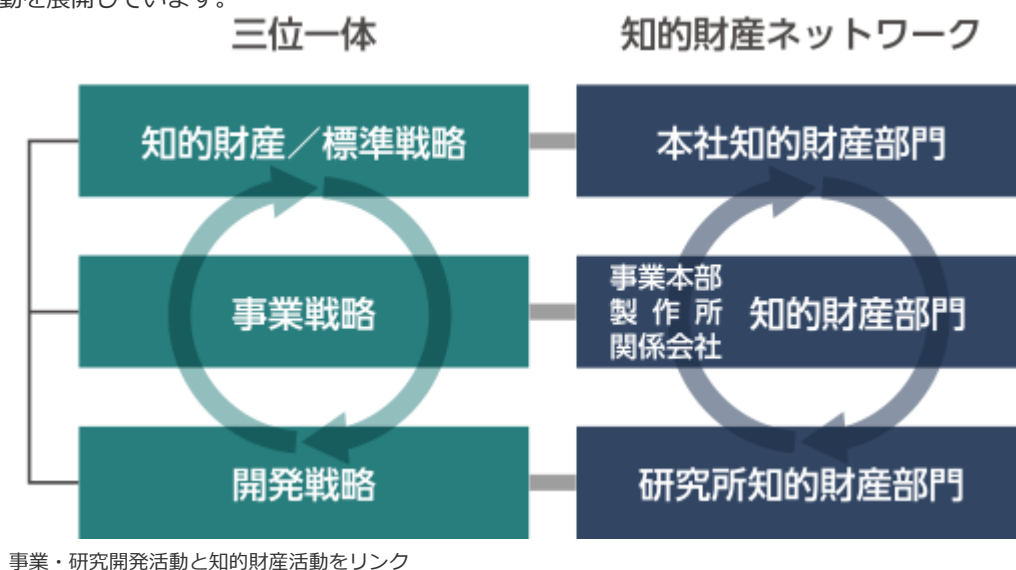 動を展開しています。
三位一体
知的財産ネットワーク
知的財産／標準戦略
本社知的財産部門
事業戦略
事業本部
製作所
関係会社
知的財産部門
開発戦略
研究所知的財産部門
事業・研究開発活動と知的財産活動をリンク